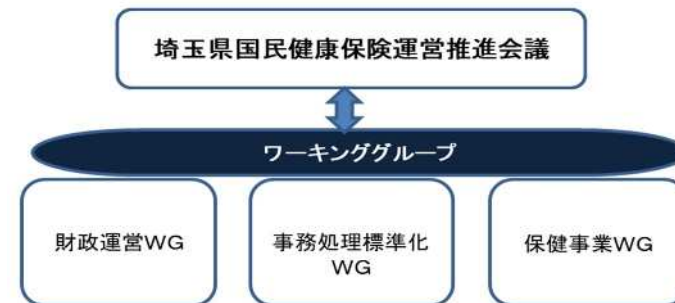 埼玉県国民健康保険運営推進会議
ワーキンググループ
財政運営WG
事務処理標準化
WG
保健事業WG